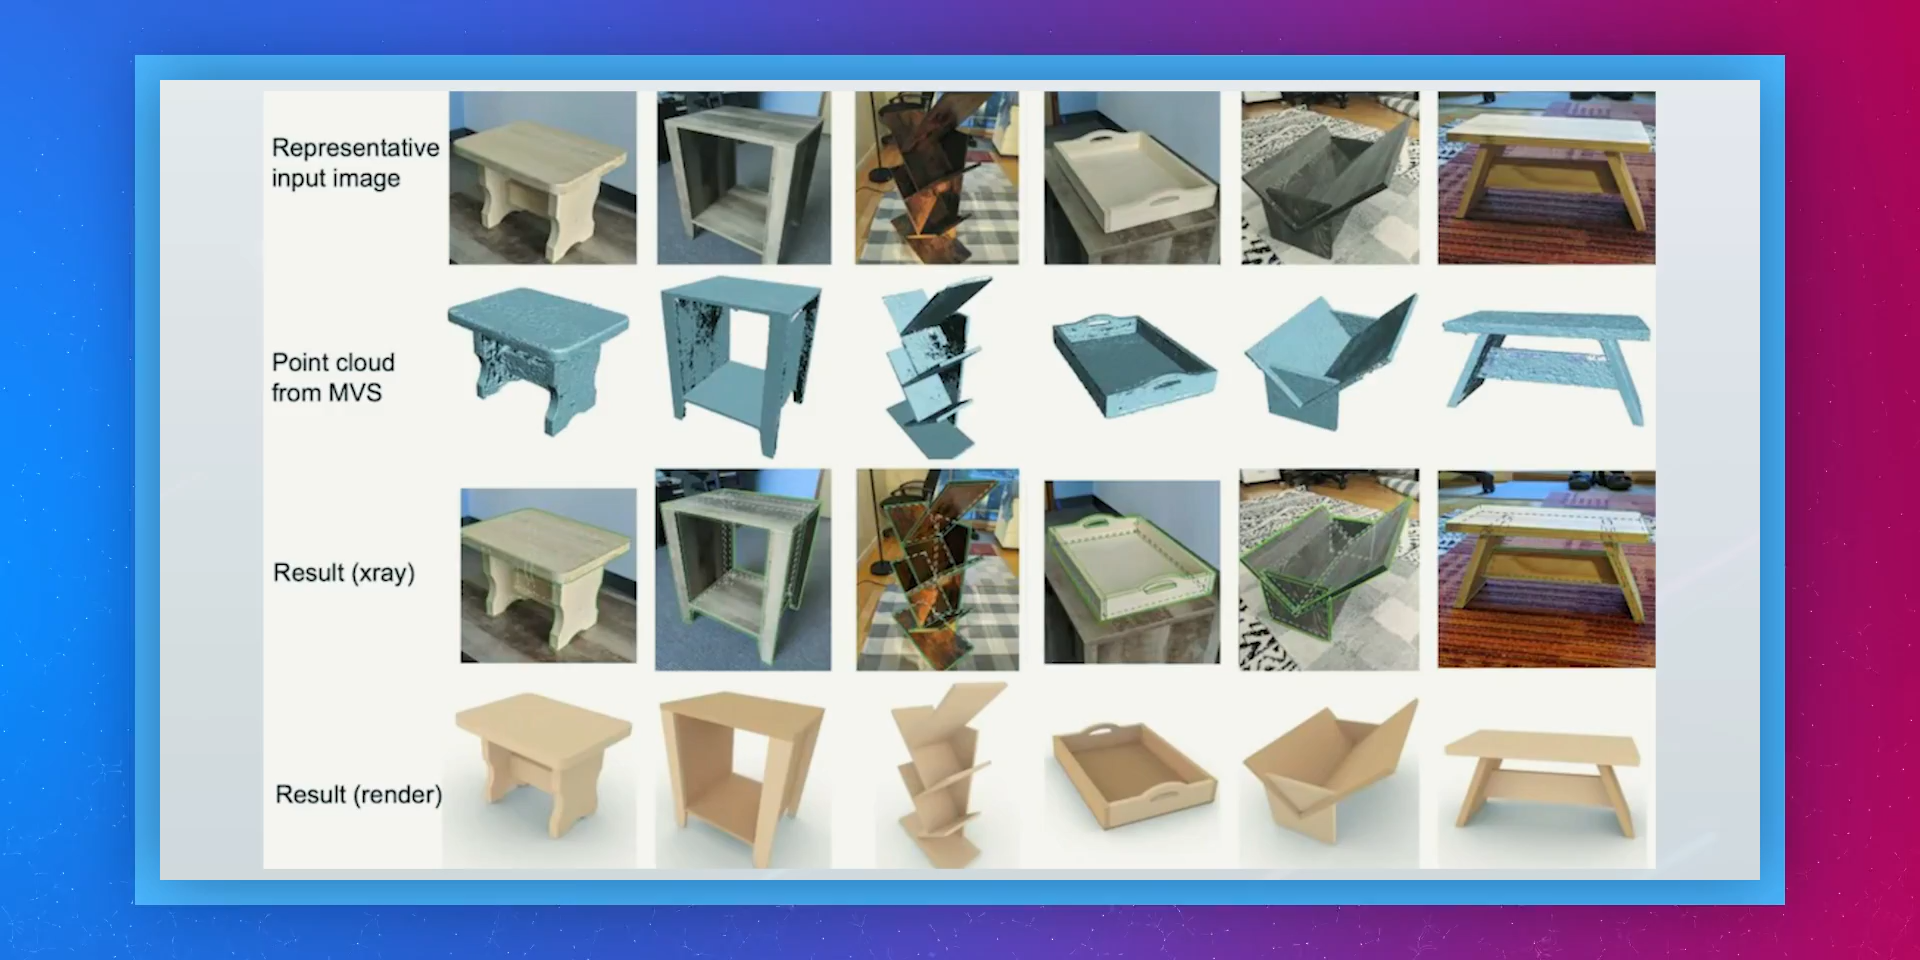 Representative
input image
Point cloud
from MVS
Result (xray)
Result (render)